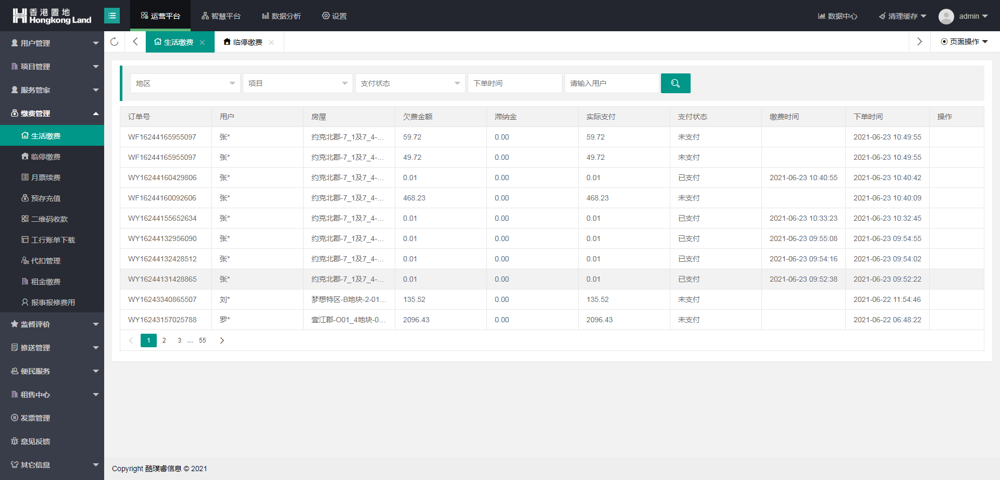 香港置地
Hongkong Land
运营平台
智慧平台
数据分析
设置
数据中心
清理缓存
admin
用户管理
项目管理
服务管家
缴费管理
生活缴费
临停缴费
月票续费
预存充值
二维码收款
工行账单下载
代扣管理
租金缴费
报事报修费用
监督评价
推送管理
便民服务
租售中心
发票管理
意见反馈
其它信息
生活缴费
临停缴费
页面操作
地区
项目
支付状态
下单时间
请输入用户
订单号 用户 房屋 欠费金额 滞纳金 实际支付 支付状态 缴费时间 下单时间 操作
WF16244165955097 张* 约克北郡-7_1及7_4-... 59.72 0.00 59.72 未支付 2021-06-23 10:49:55
WF16244165955097 张* 约克北郡-7_1及7_4-... 49.72 0.00 49.72 未支付 2021-06-23 10:49:55
WY16244160429806 张* 约克北郡-7_1及7_4-... 0.01 0.00 0.01 已支付 2021-06-23 10:40:55 2021-06-23 10:40:42
WF16244160092606 张* 约克北郡-7_1及7_4-... 468.23 0.00 468.23 未支付 2021-06-23 10:40:09
WY16244155652634 张* 约克北郡-7_1及7_4-... 0.01 0.00 0.01 已支付 2021-06-23 10:33:23 2021-06-23 10:32:45
WY16244132956090 张* 约克北郡-7_1及7_4-... 0.01 0.00 0.01 已支付 2021-06-23 09:55:08 2021-06-23 09:54:55
WY16244132428512 张* 约克北郡-7_1及7_4-... 0.01 0.00 0.01 已支付 2021-06-23 09:54:16 2021-06-23 09:54:02
WY16244131428865 张* 约克北郡-7_1及7_4-... 0.01 0.00 0.01 已支付 2021-06-23 09:52:38 2021-06-23 09:52:22
WY16243340865507 刘* 梦想特区-B地块-2-01... 135.52 0.00 135.52 未支付 2021-06-22 11:54:46
WY16243157025788 罗* 壹江郡-O01_4地块-0... 2096.43 0.00 2096.43 未支付 2021-06-22 06:48:22
1 2 3 ... 55
Copyright 酷璞睿信息 © 2021